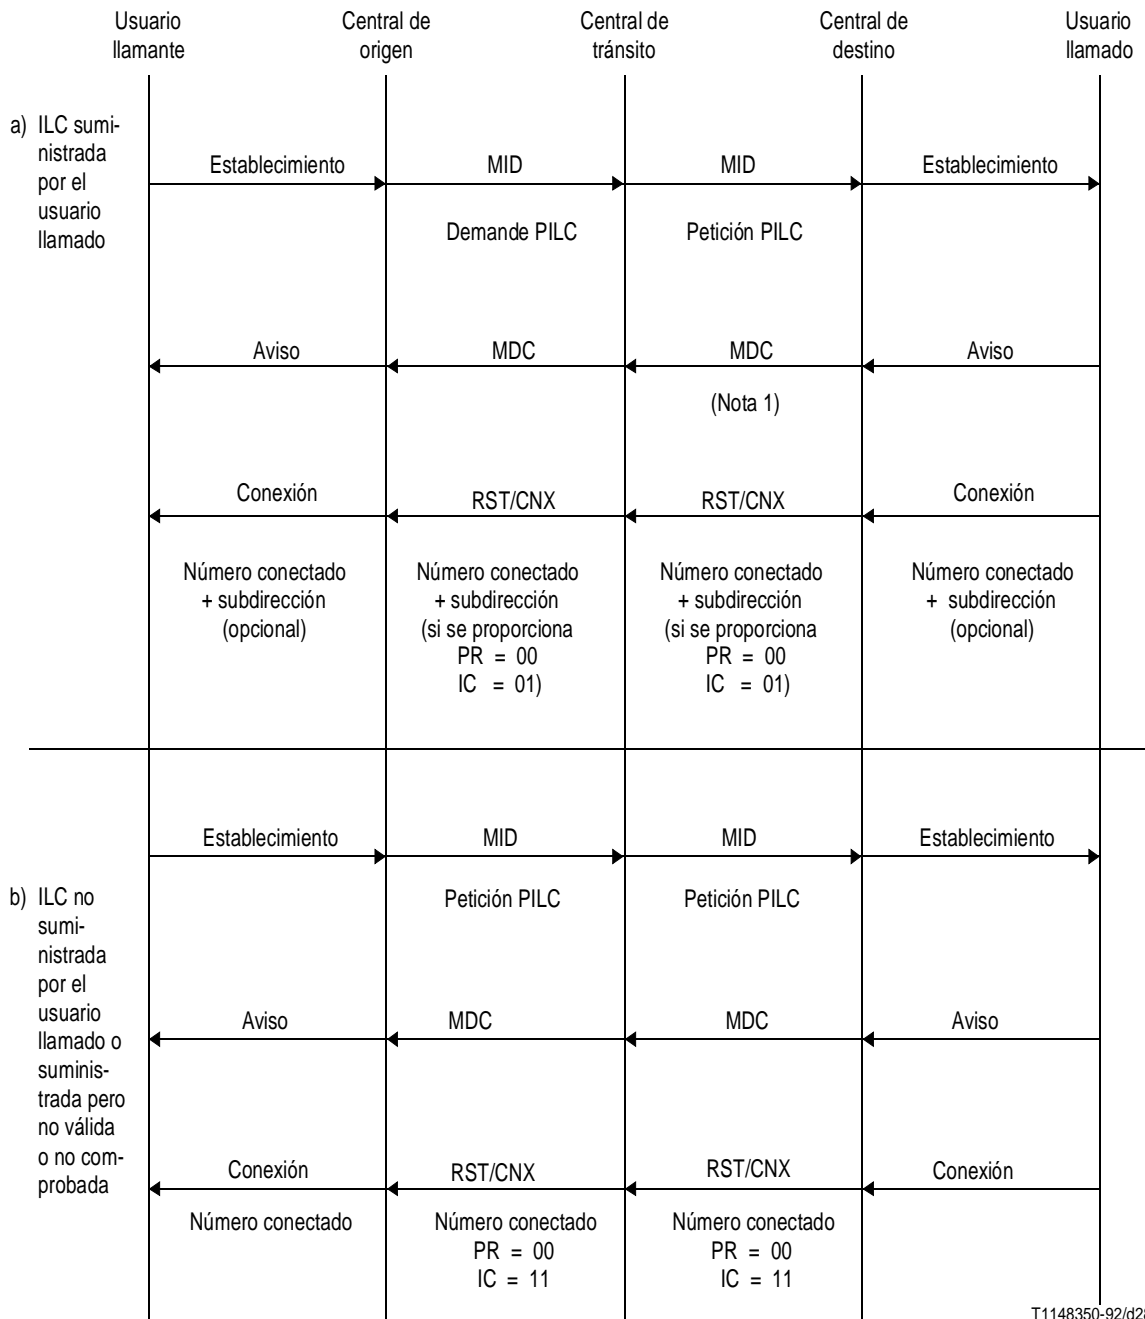 Usuario llamante
Central de origen
Central de tránsito
Central de destino
Usuario llamado
a) ILC sumi-
nistrada
por el
usuario
llamado
Establecimiento
MID
MID
Establecimiento
Demande PILC
Petición PILC
Aviso
MDC
MDC
Aviso
(Nota 1)
Conexión
RST/CNX
RST/CNX
Conexión
Número conectado
+ subdirección
(opcional)
Número conectado
+ subdirección
(si se proporciona
PR = 00
IC = 01)
Número conectado
+ subdirección
(si se proporciona
PR = 00
IC = 01)
Número conectado
+ subdirección
(opcional)
Establecimiento
MID
MID
Establecimiento
b) ILC no
sumi-
nistrada
por el
usuario
llamado o
suminis-
trada pero
no válida
o no com-
probada
Petición PILC
Petición PILC
Aviso
MDC
MDC
Aviso
Conexión
RST/CNX
RST/CNX
Conexión
Número conectado
Número conectado
PR = 00
IC = 11
Número conectado
PR = 00
IC = 11
T1148350-92/d28